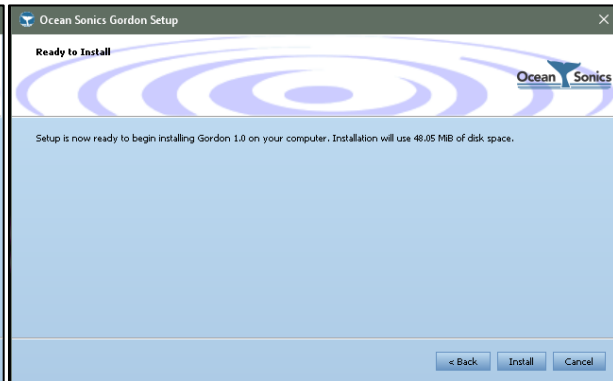 Ocean Sonics Gordon Setup
Ready to Install
Ocean Sonics
Setup is now ready to begin installing Gordon 1.0 on your computer. Installation will use 48.05 MiB of disk space.
< Back Install Cancel